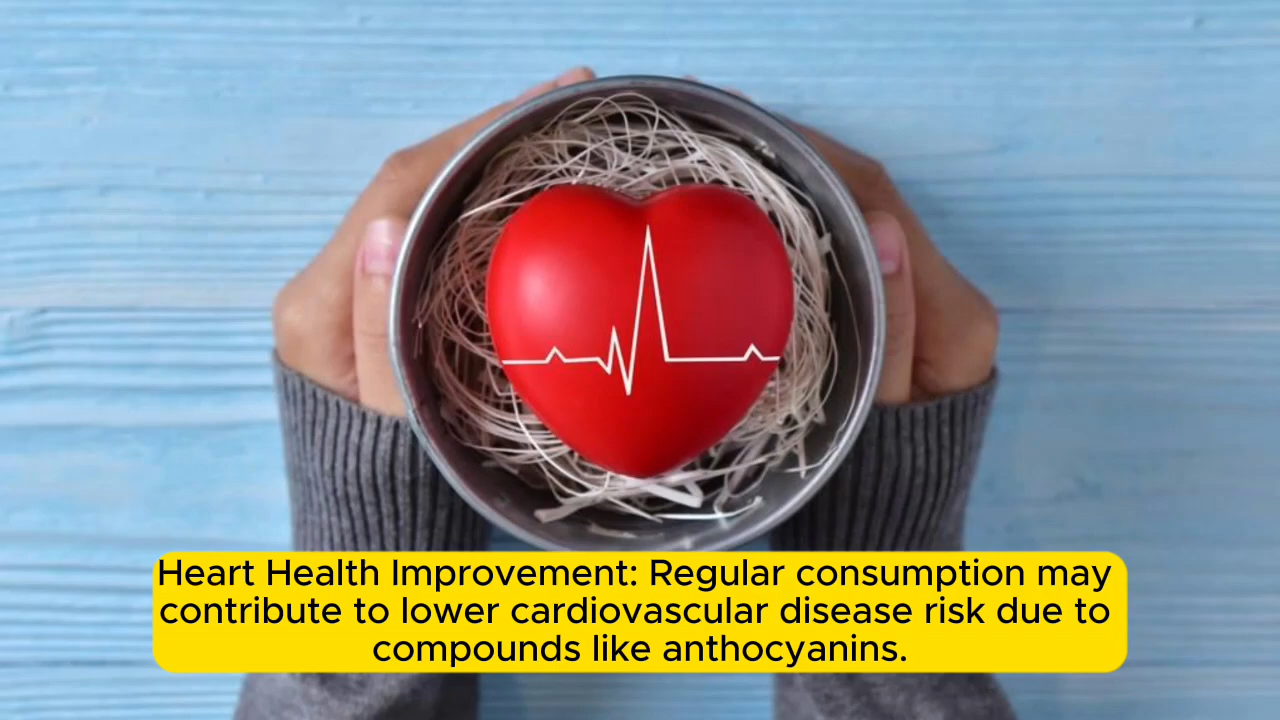 Heart Health Improvement: Regular consumption may
contribute to lower cardiovascular disease risk due to
compounds like anthocyanins.